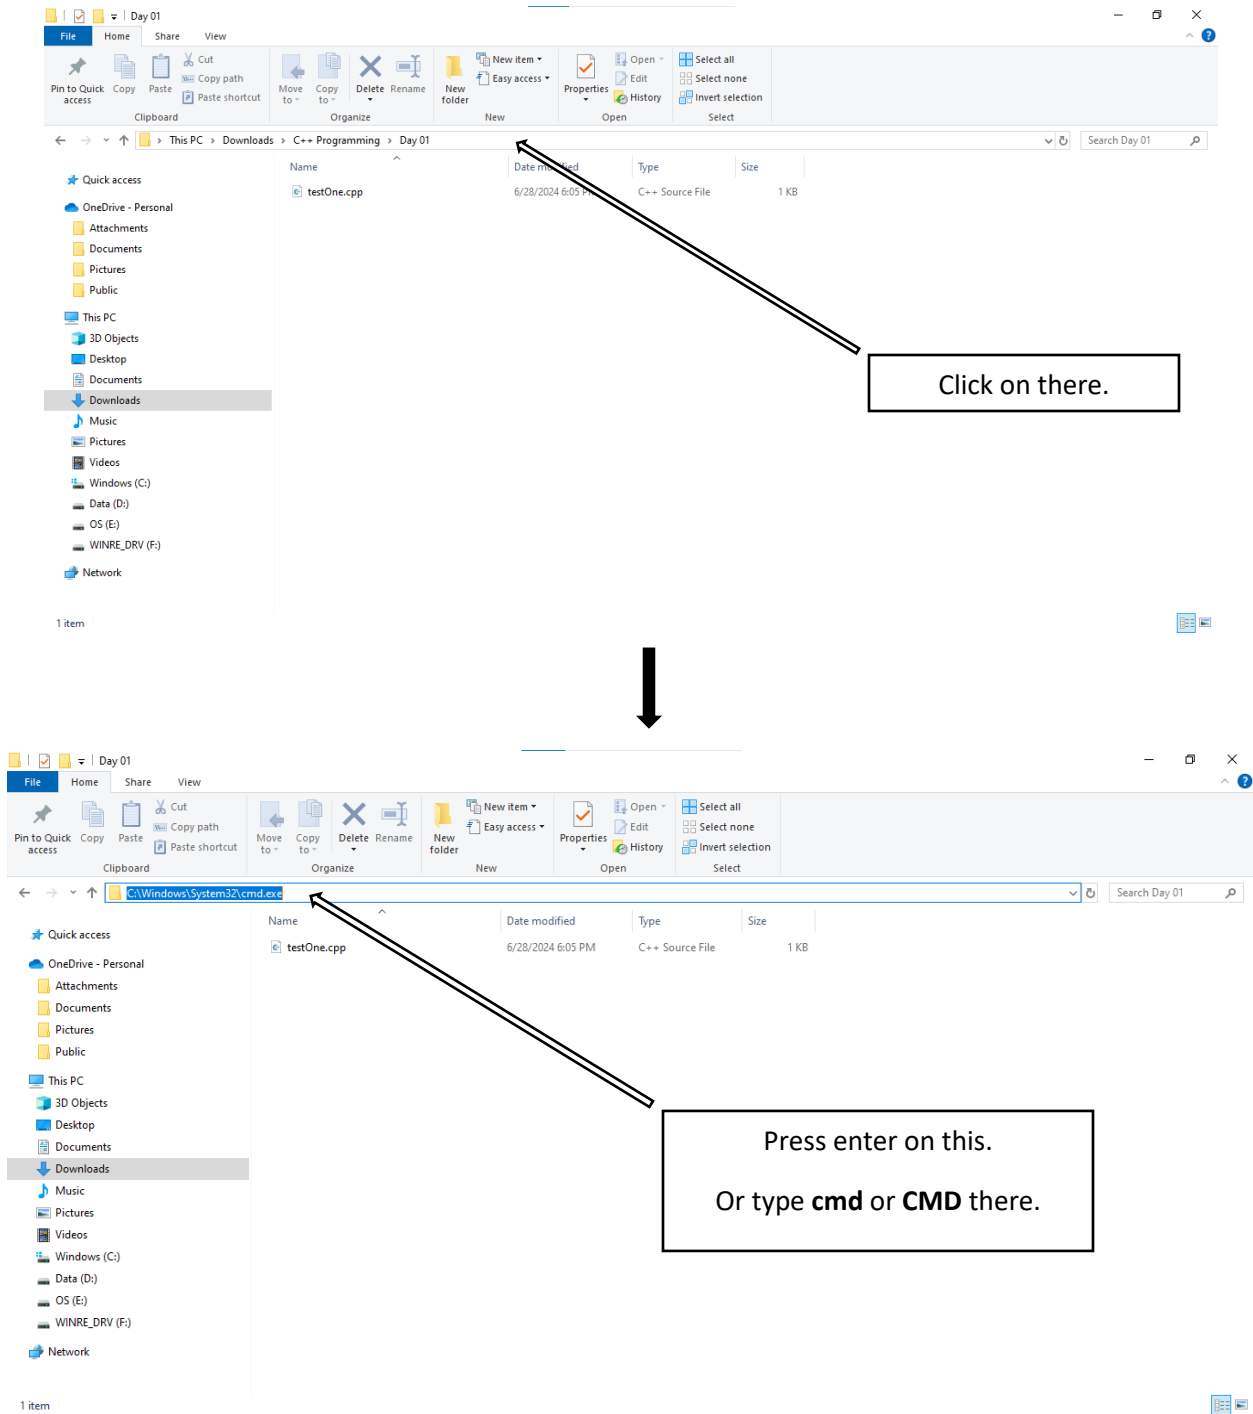 Day 01
File Home Share View
Pin to Quick access
Copy
Paste
Cut
Copy path
Paste shortcut
Clipboard
Move to
Copy to
Delete
Rename
Organize
New folder
New item
Easy access
New
Properties
Open
Edit
History
Open
Select all
Select none
Invert selection
Select
This PC > Downloads > C++ Programming > Day 01
Search Day 01
Name Date modified Type Size
testOne.cpp 6/28/2024 6:05 PM C++ Source File 1 KB
Quick access
OneDrive - Personal
Attachments
Documents
Pictures
Public
This PC
3D Objects
Desktop
Documents
Downloads
Music
Pictures
Videos
Windows (C:)
Data (D:)
OS (E:)
WINRE_DRV (F:)
Network
1 item
Click on there.
Day 01
File Home Share View
Pin to Quick access
Copy
Paste
Cut
Copy path
Paste shortcut
Clipboard
Move to
Copy to
Delete
Rename
Organize
New folder
New item
Easy access
New
Properties
Open
Edit
History
Open
Select all
Select none
Invert selection
Select
C:\Windows\System32\cmd.exe
Search Day 01
Name Date modified Type Size
testOne.cpp 6/28/2024 6:05 PM C++ Source File 1 KB
Quick access
OneDrive - Personal
Attachments
Documents
Pictures
Public
This PC
3D Objects
Desktop
Documents
Downloads
Music
Pictures
Videos
Windows (C:)
Data (D:)
OS (E:)
WINRE_DRV (F:)
Network
1 item
Press enter on this.
Or type cmd or CMD there.